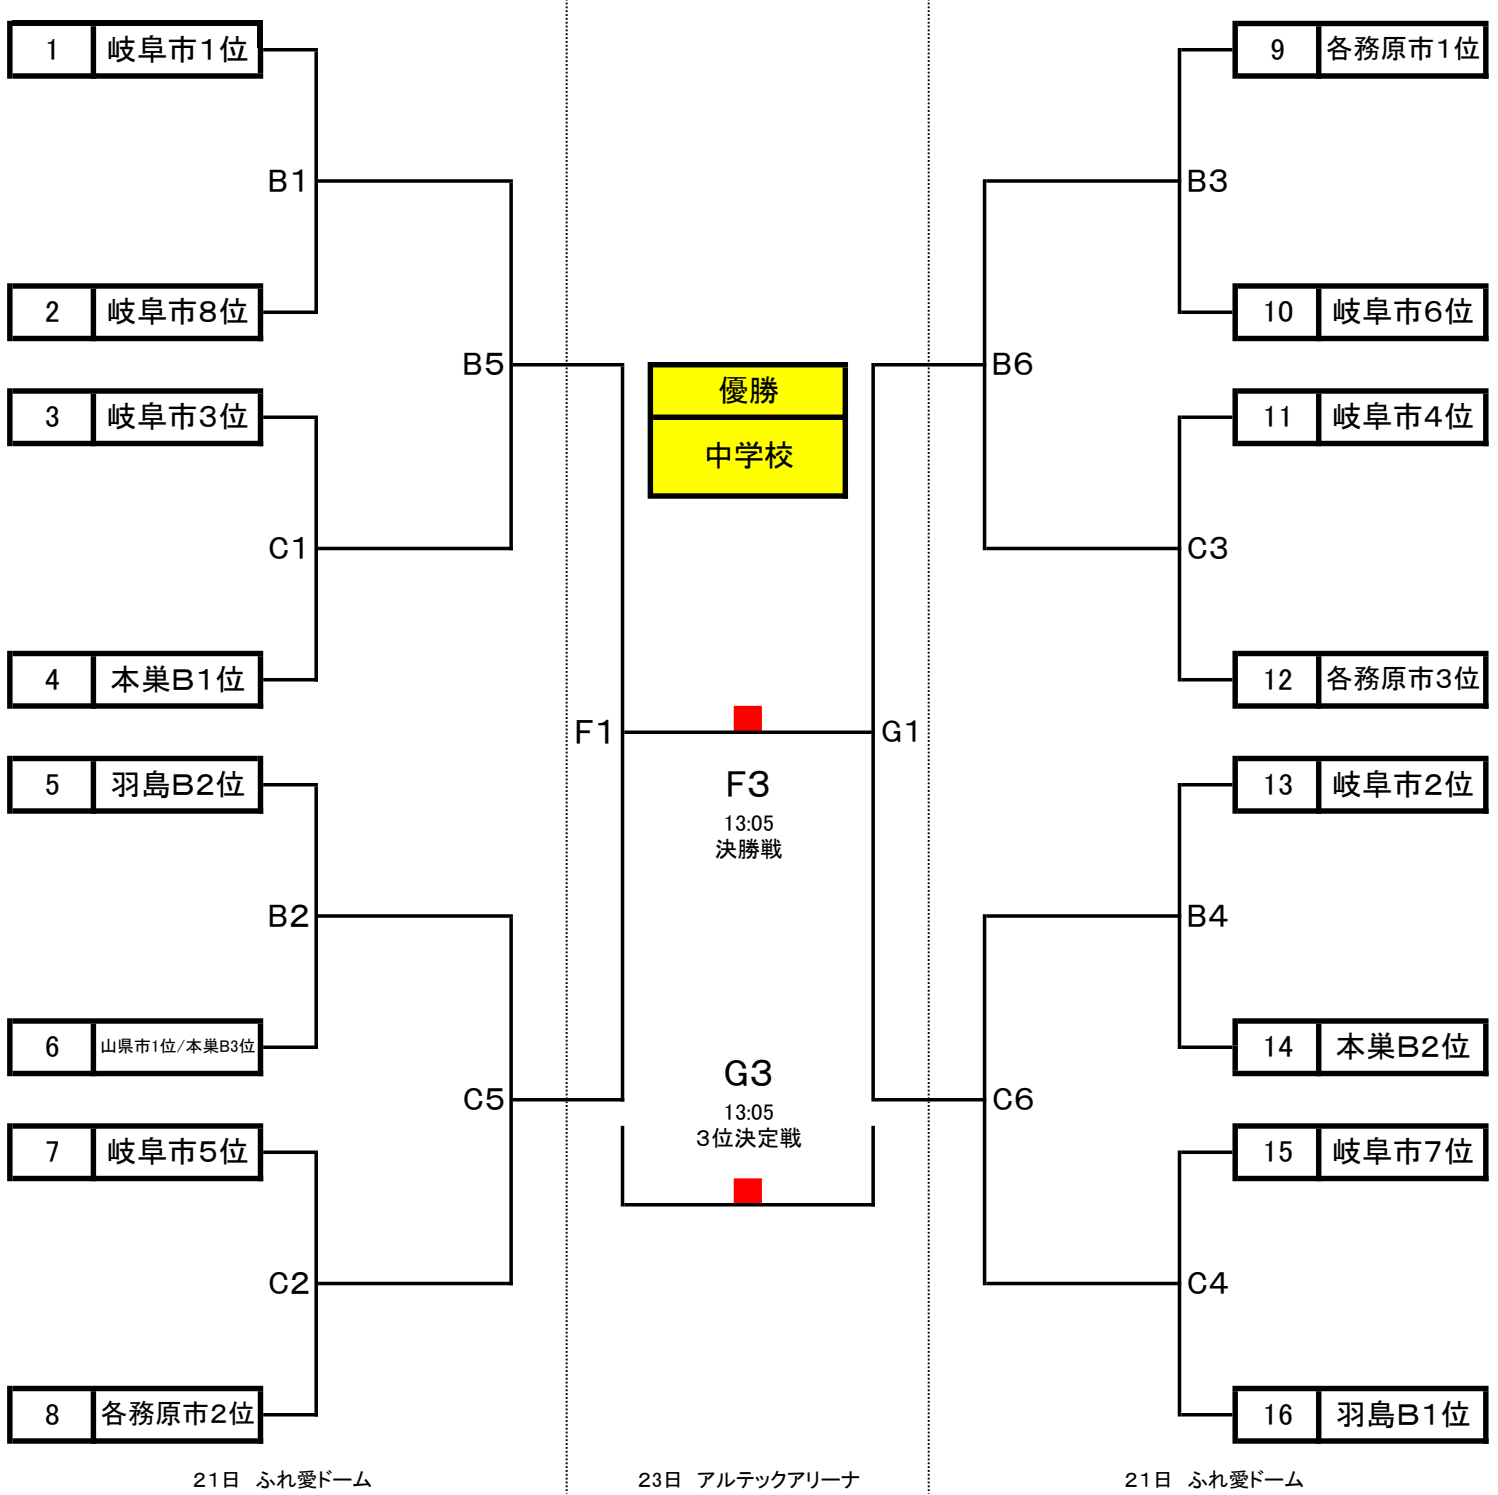 1 岐阜市1位
B1
2 岐阜市8位
B5
3 岐阜市3位
C1
4 本巣B1位
F1
5 羽島B2位
B2
6 山県市1位/本巣B3位
C5
7 岐阜市5位
C2
8 各務原市2位
21日 ふれ愛ドーム
優勝
中学校
F3
13:05
決勝戦
G3
13:05
3位決定戦
23日 アルテックアリーナ
9 各務原市1位
B3
10 岐阜市6位
B6
11 岐阜市4位
C3
12 各務原市3位
G1
13 岐阜市2位
B4
14 本巣B2位
C6
15 岐阜市7位
C4
16 羽島B1位
21日 ふれ愛ドーム